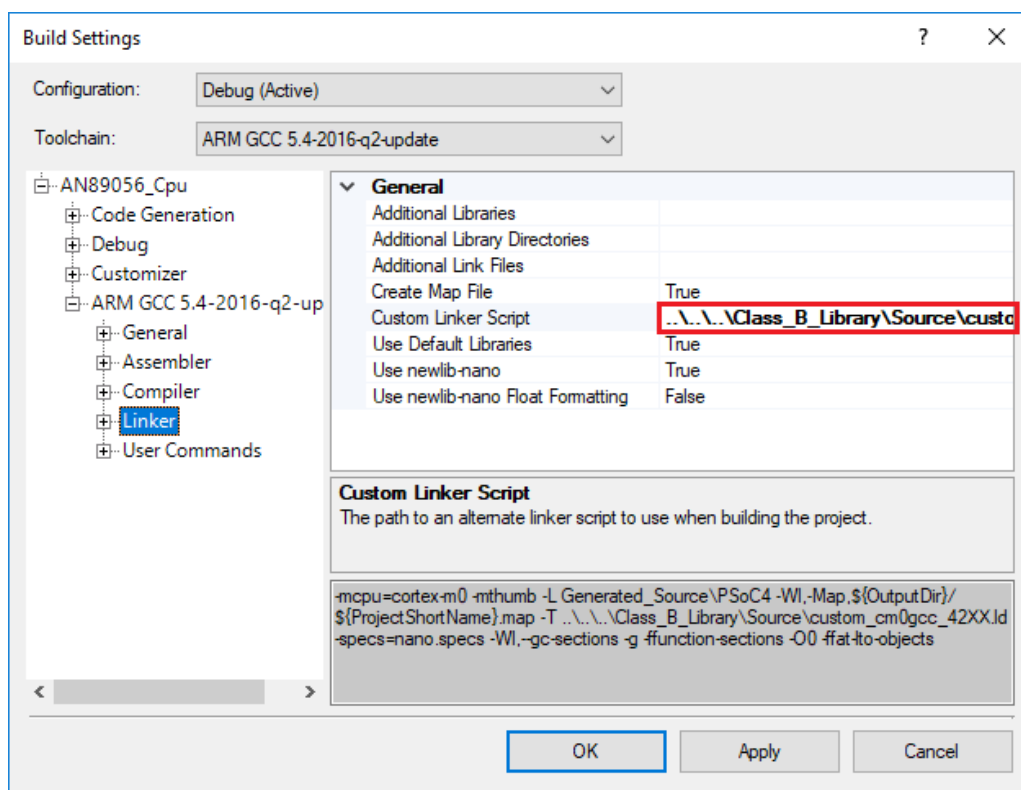 Build Settings ?
Configuration: Debug (Active)
Toolchain: ARM GCC 5.4-2016-q2-update
AN89056_Cpu
Code Generation
Debug
Customizer
ARM GCC 5.4-2016-q2-up
General
Assembler
Compiler
Linker
User Commands
General
Additional Libraries
Additional Library Directories
Additional Link Files
Create Map File True
Custom Linker Script ..\..\..\Class_B_Library\Source\custo
Use Default Libraries True
Use newlib-nano True
Use newlib-nano Float Formatting False
Custom Linker Script
The path to an alternate linker script to use when building the project.
-mcpu=cortex-m0 -mthumb -L Generated_Source\PSoC4 -Wl,-Map,${OutputDir}/
${ProjectShortName}.map -T ..\..\..\Class_B_Library\Source\custom_cm0gcc_42XX.ld
-specs=nano.specs -Wl,--gc-sections -g -ffunction-sections -O0 -ffat-lto-objects
OK Apply Cancel